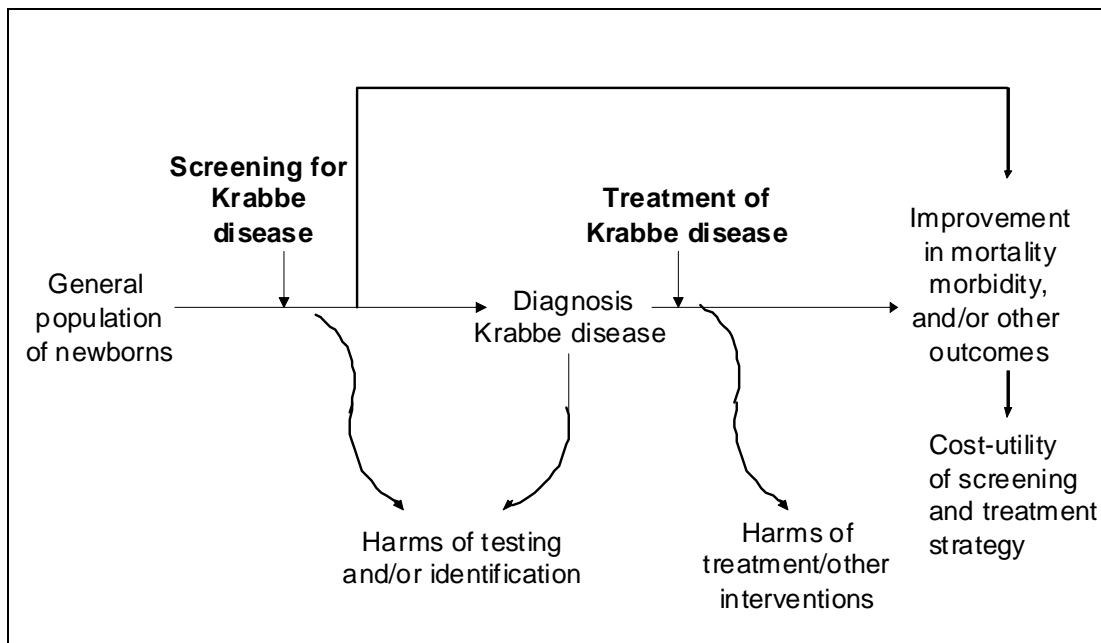 Screening for
Krabbe
disease
Treatment of
Krabbe disease
General
population
of newborns
Diagnosis
Krabbe disease
Improvement
in mortality
morbidity,
and/or other
outcomes
Harms of testing
and/or identification
Harms of
treatment/other
interventions
Cost-utility
of screening
and treatment
strategy